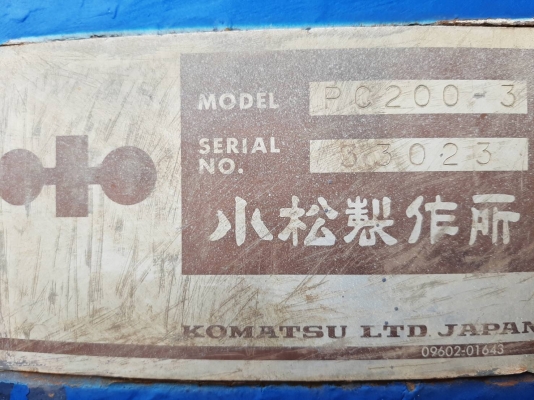 MODEL PC200-3
SERIAL NO. 33023
小松製作所
KOMATSU LTD JAPAN
09602-01643